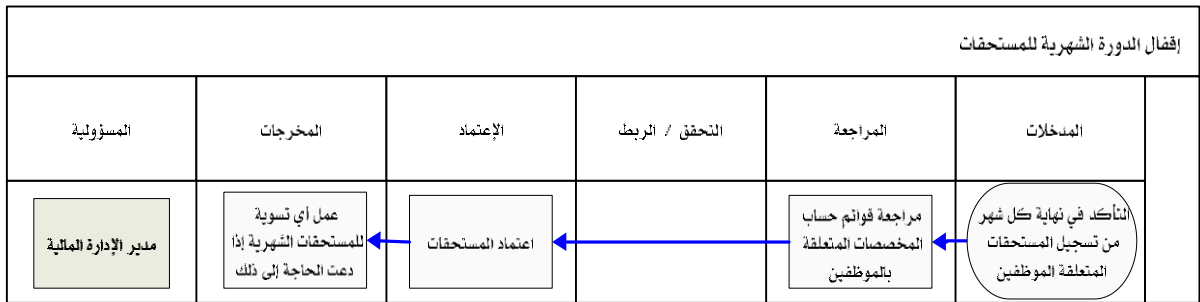 إقفال الدورة الشهرية للمستحقات
المدخلات
المراجعة
التحقق / الربط
الإعتماد
المخرجات
المسؤولية
التأكد في نهاية كل شهر
من تسجيل المستحقات
المتعلقة الموظفين
مراجعة قوائم حساب
المخصصات المتعلقة
بالموظفين
اعتماد المستحقات
عمل أي تسوية
للمستحقات الشهرية إذا
دعت الحاجة إلى ذلك
مدير الإدارة المالية